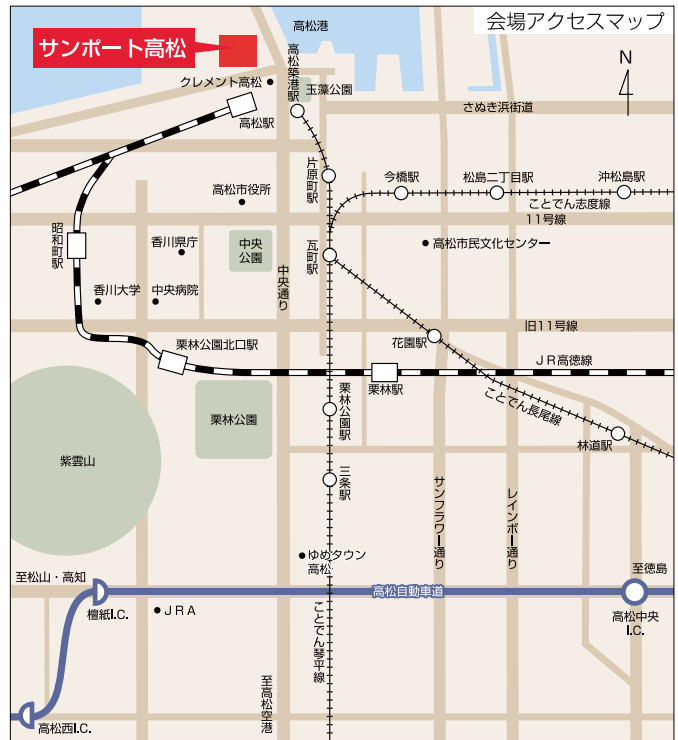 会場アクセスマップ
高松港
サンポート高松
N
高松築港駅
クレメント高松
玉藻公園
さぬき浜街道
高松駅
片原町駅
今橋駅
松島二丁目駅
沖松島駅
高松市役所
ことでん志度線
11号線
昭和町駅
香川県庁
中央
公園
瓦町駅
高松市民文化センター
中央通り
香川大学
中央病院
旧11号線
栗林公園北口駅
花園駅
JR高徳線
栗林駅
ことでん長尾線
栗林公園
栗林公園駅
林道駅
紫雲山
三条駅
サンフラワー通り
レインボー通り
ゆめタウン
高松
至松山・高知
至徳島
高松自動車道
檀紙I.C.
JRA
ことでん琴平線
高松中央
I.C.
至高松空港
高松西I.C.